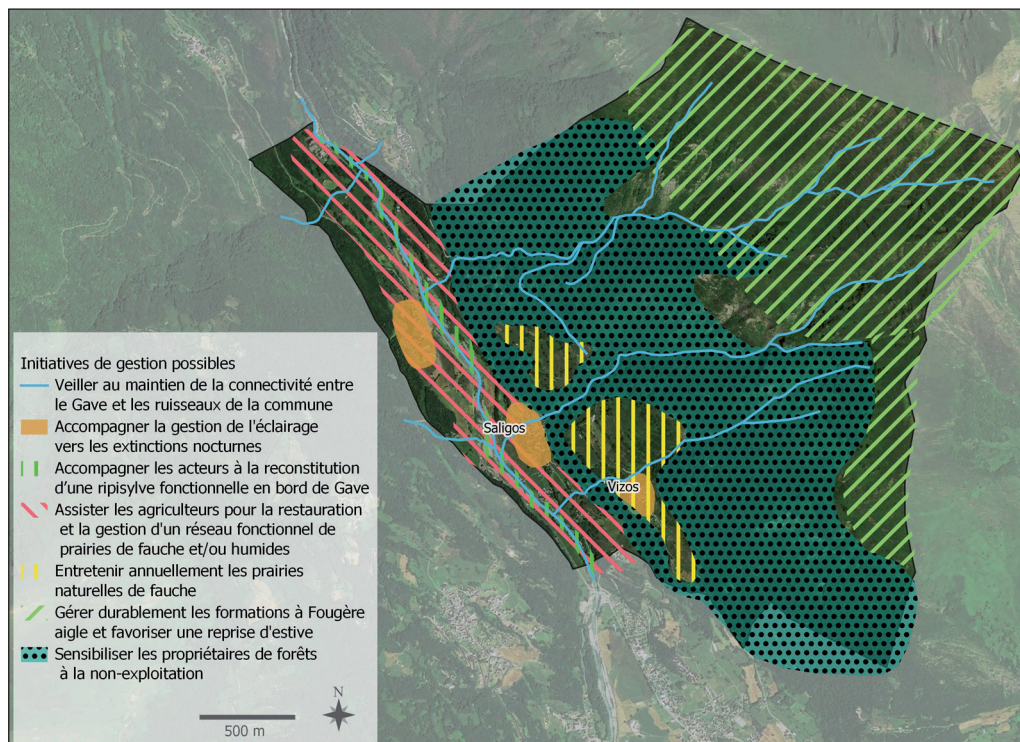 Saligos
Vizos
Initiatives de gestion possibles
Veiller au maintien de la connectivité entre
le Gave et les ruisseaux de la commune
Accompagner la gestion de l'éclairage
vers les extinctions nocturnes
Accompagner les acteurs à la reconstitution
d'une ripisylve fonctionnelle en bord de Gave
Assister les agriculteurs pour la restauration
et la gestion d'un réseau fonctionnel de
prairies de fauche et/ou humides
Entretenir annuellement les prairies
naturelles de fauche
Gérer durablement les formations à Fougère
aigle et favoriser une reprise d'estive
Sensibiliser les propriétaires de forêts
à la non-exploitation
N
500 m